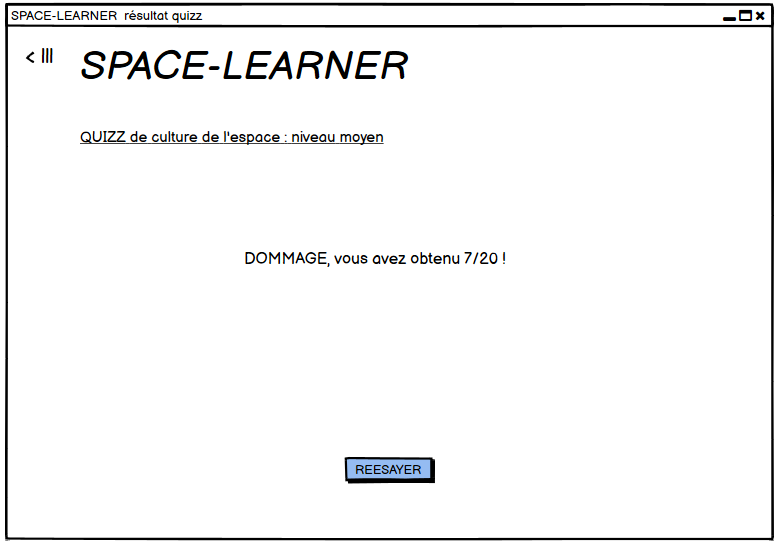 SPACE-LEARNER résultat quizz
SPACE-LEARNER
QUIZZ de culture de l'espace : niveau moyen
DOMMAGE, vous avez obtenu 7/20 !
REESAYER